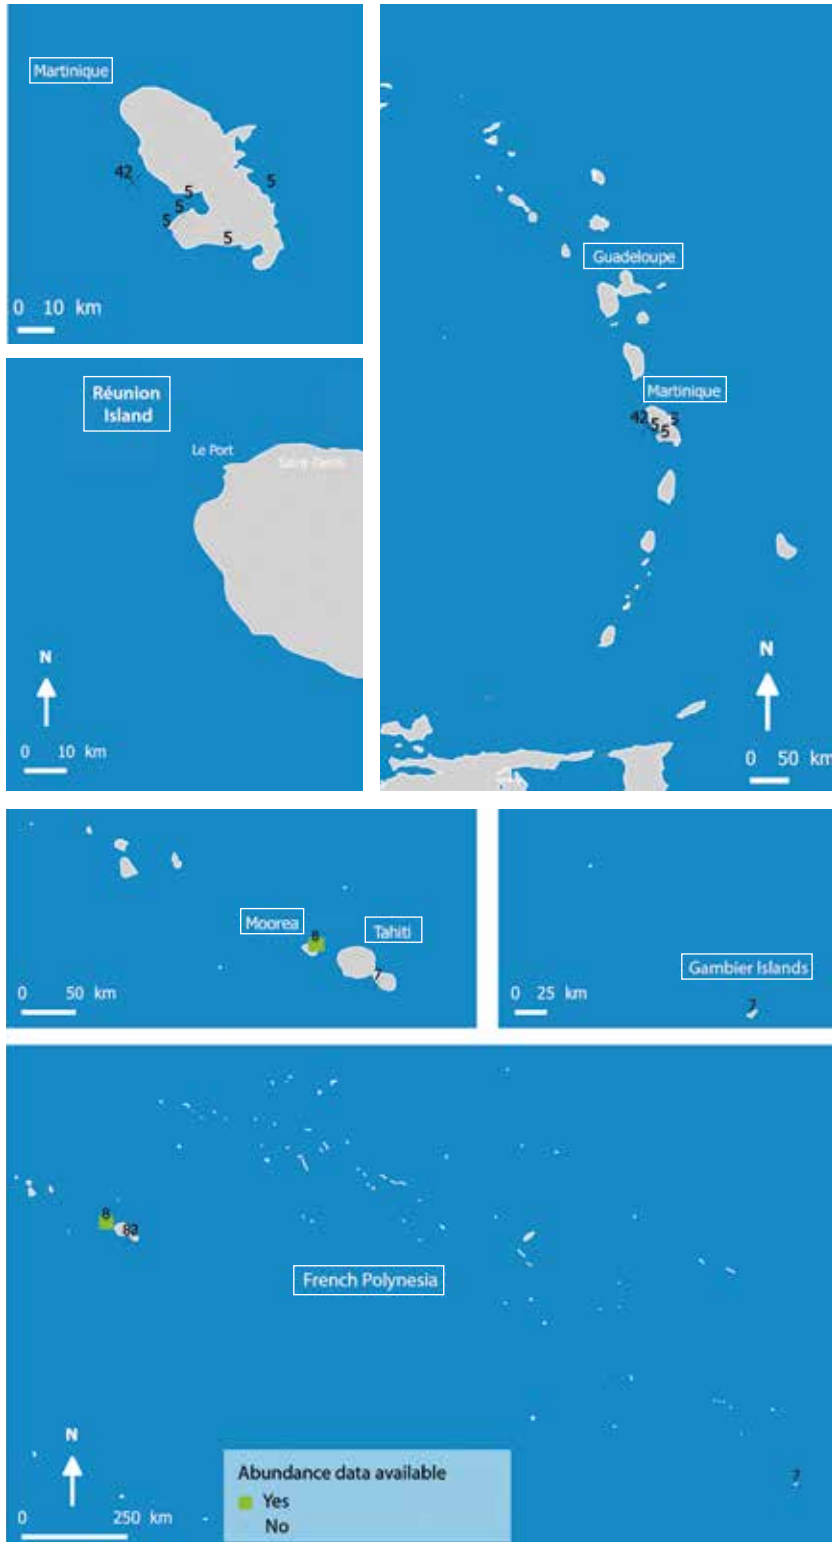 Martinique
42
5
5
5
5
5
0 10 km
Guadeloupe
Martinique
42
5
5
5
N
0 50 km
Réunion
Island
Le Port
N
0 10 km
Moorea
8
Tahiti
7
0 50 km
Gambier Islands
7
0 25 km
8
French Polynesia
7
N
0 250 km
Abundance data available
Yes
No